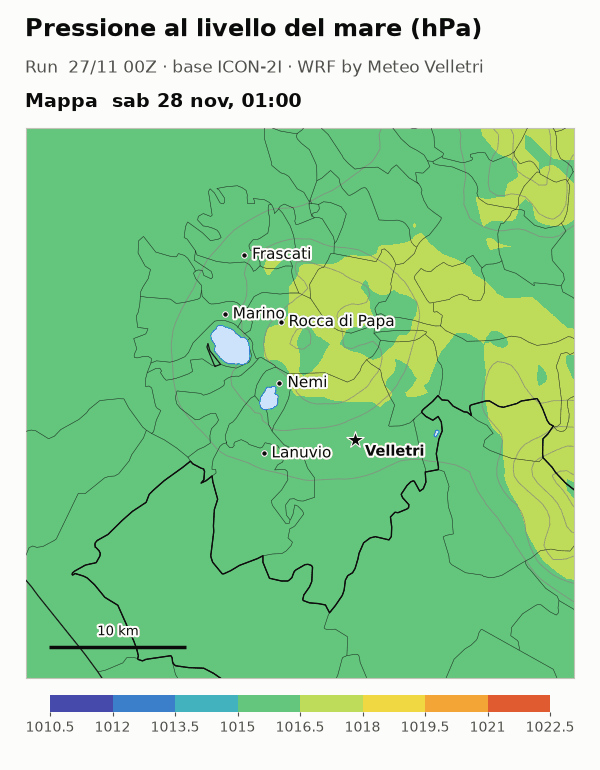 Pressione al livello del mare (hPa)
Run  27/11 00Z · base ICON-2I · WRF by Meteo Velletri
Mappa  sab 28 nov, 01:00
Frascati
Marino
Rocca di Papa
Nemi
Velletri
Lanuvio
10 km
1010.5 1012 1013.5 1015 1016.5 1018 1019.5 1021 1022.5